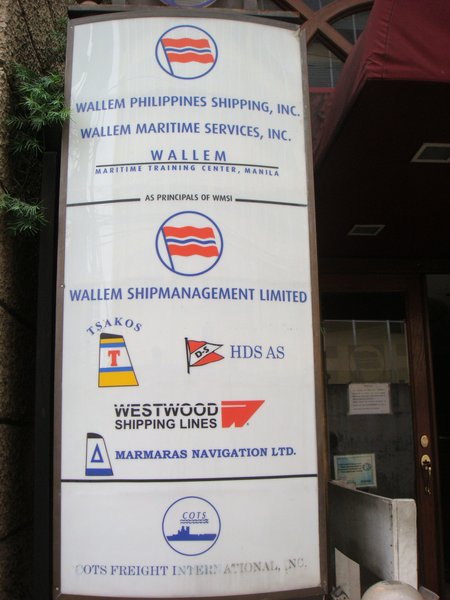 WALLEM PHILIPPINES SHIPPING, INC.
WALLEM MARITIME SERVICES, INC.
WALLEM
MARITIME TRAINING CENTER, MANILA
AS PRINCIPALS OF WMSI
WALLEM SHIPMANAGEMENT LIMITED
TSAKOS
T
D-S
HDS AS
WESTWOOD
SHIPPING LINES
MARMARAS NAVIGATION LTD.
COTS
COTS FREIGHT INTERNATIONAL, INC.